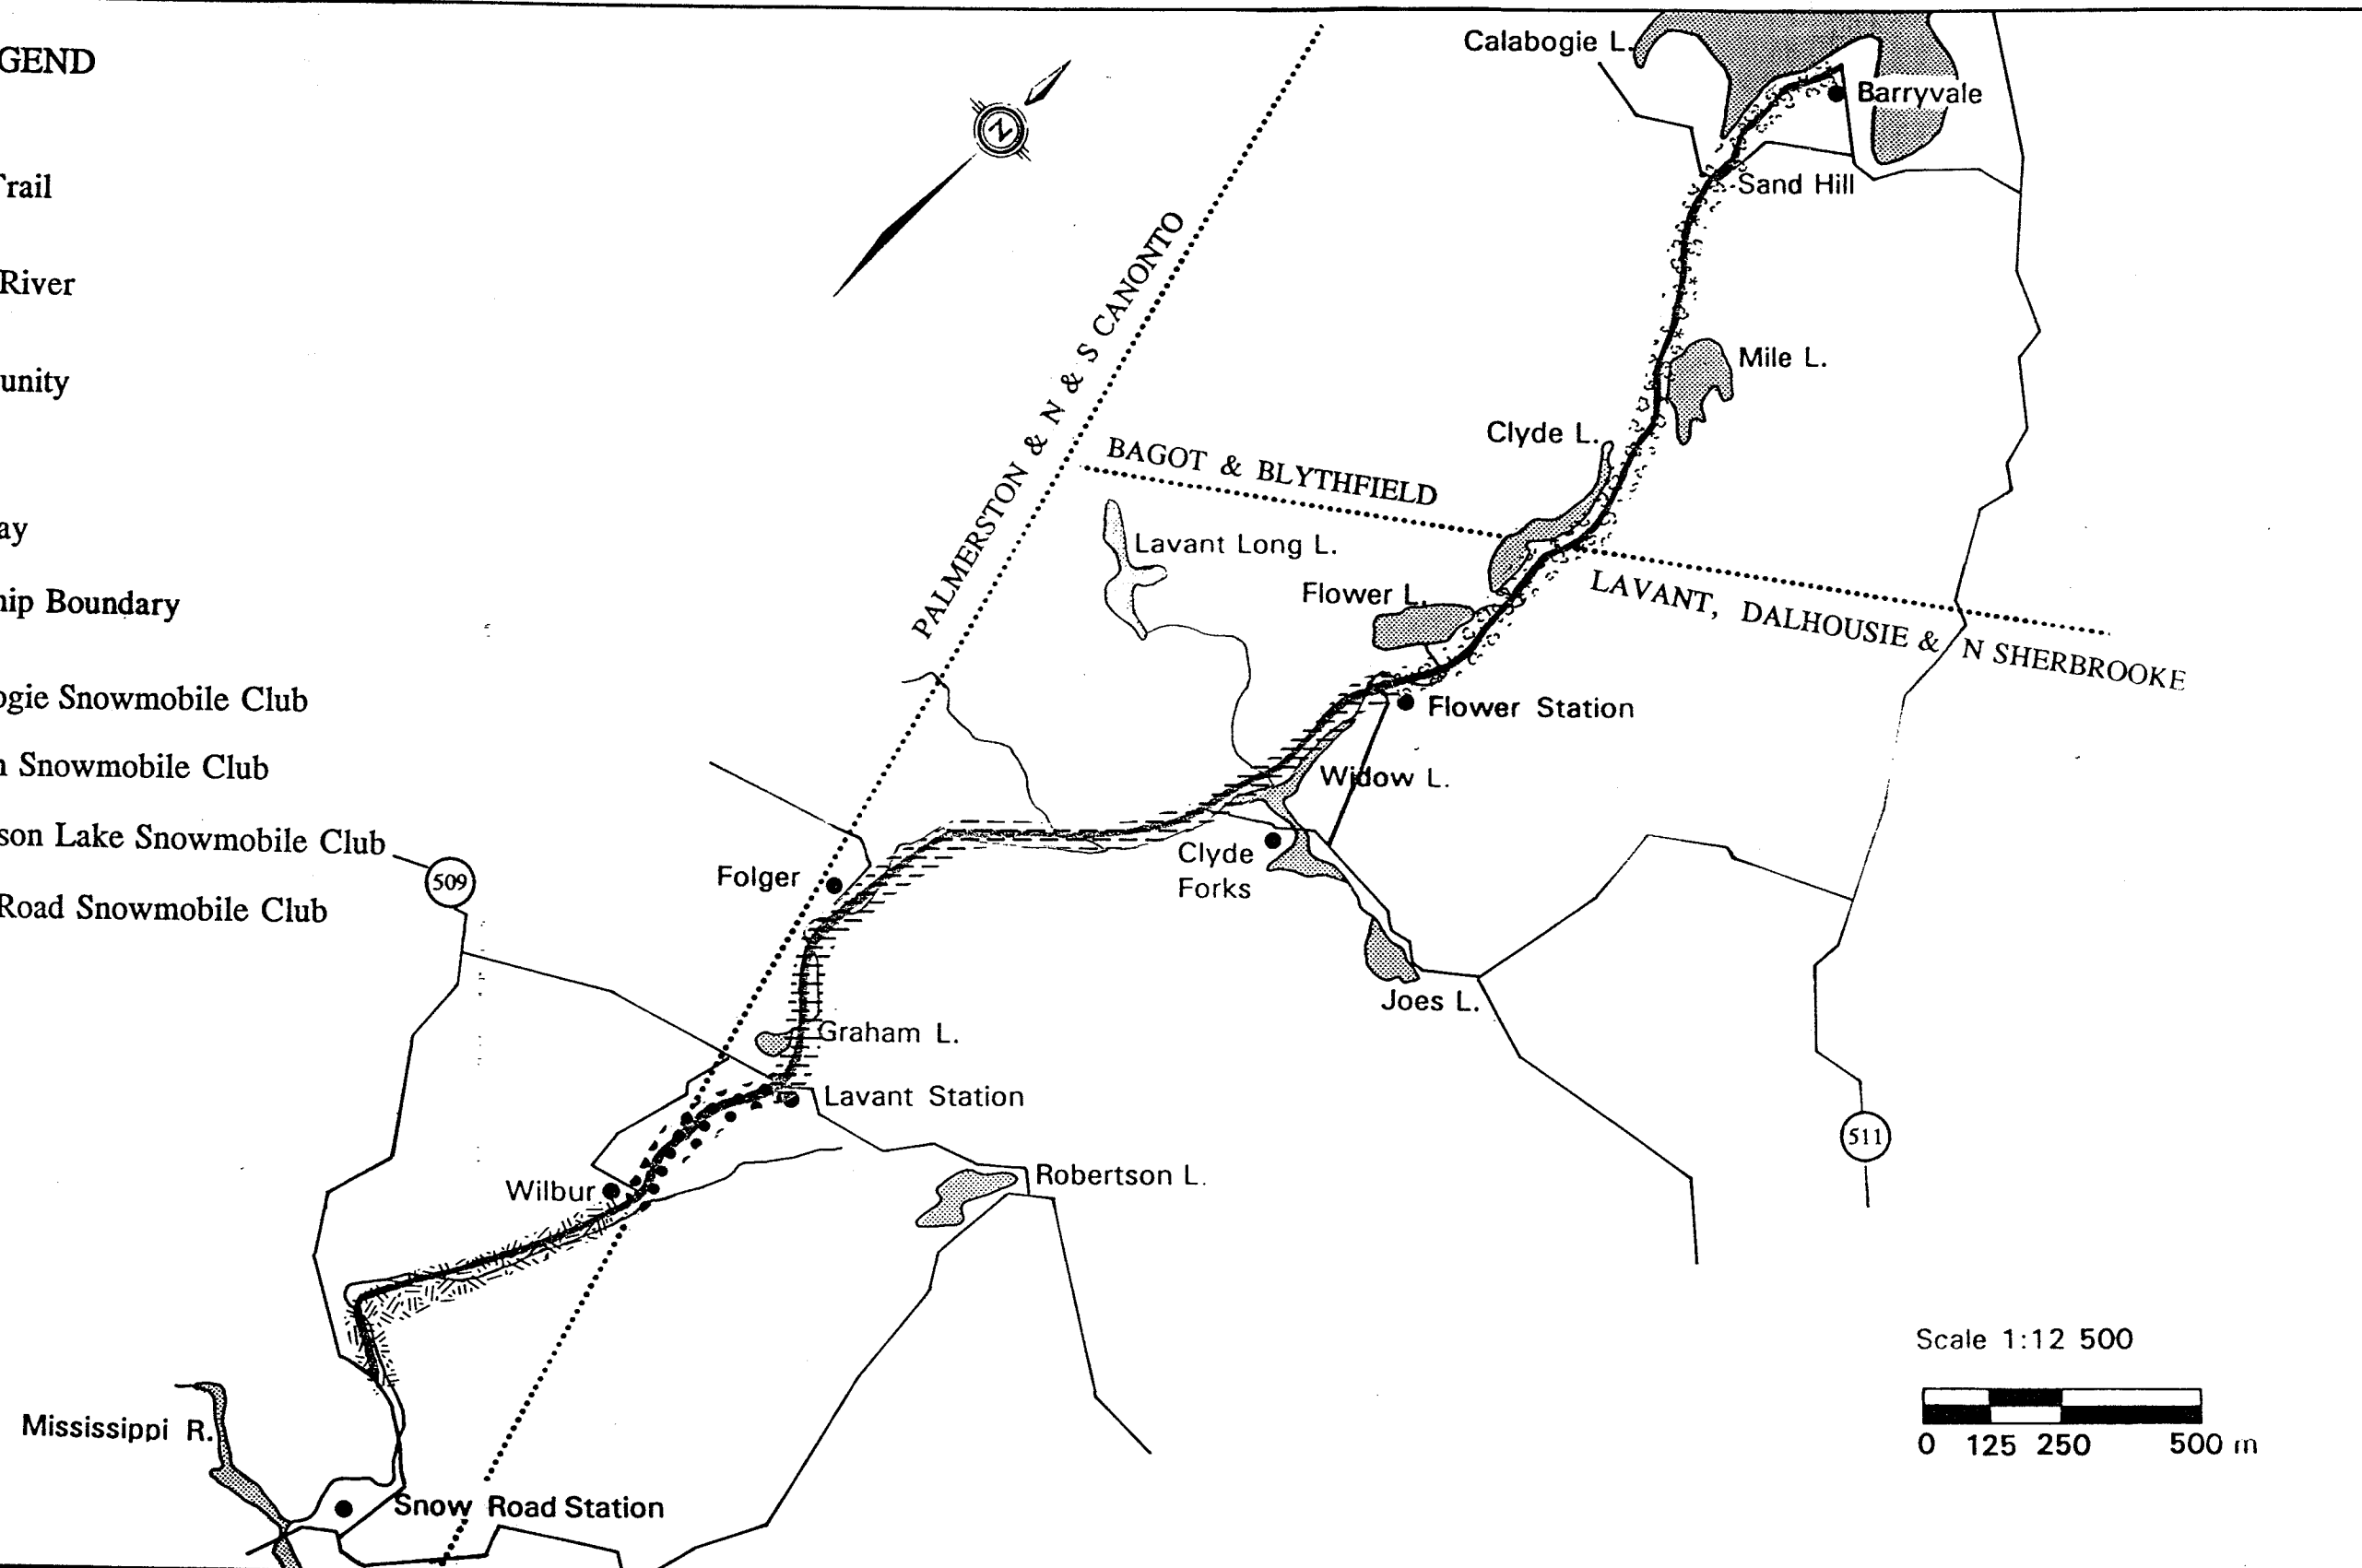 GEND
Trail
River
unity
ay
hip Boundary
ogie Snowmobile Club
n Snowmobile Club
son Lake Snowmobile Club
Road Snowmobile Club
509
Calabogie L.
Barryvale
Sand Hill
N
PALMERSTON & N & S CANONTO
Mile L.
Clyde L.
BAGOT & BLYTHFIELD
Lavant Long L.
Flower L.
LAVANT, DALHOUSIE & N SHERBROOKE
Flower Station
Widow L.
Clyde
Forks
Folger
Joes L.
Graham L.
Lavant Station
511
Wilbur
Robertson L.
Scale 1:12 500
0 125 250 500 m
Mississippi R.
Snow Road Station